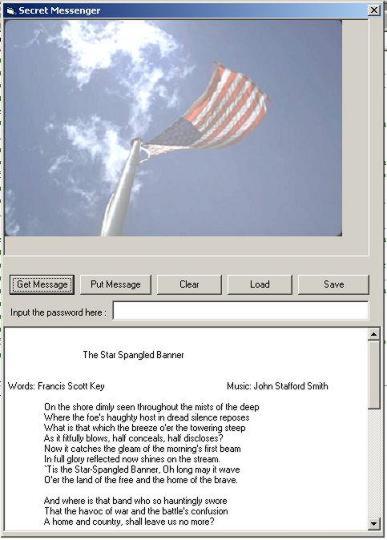 Secret Messenger
Get Message Put Message Clear Load Save
Input the password here :
The Star Spangled Banner
Words: Francis Scott Key Music: John Stafford Smith
On the shore dimly seen throughout the mists of the deep
Where the foe's haughty host in dread silence reposes
What is that which the breeze o'er the towering steep
As it fitfully blows, half conceals, half discloses?
Now it catches the gleam of the morning's first beam
In full glory reflected now shines on the stream.
`Tis the Star-Spangled Banner, Oh long may it wave
O'er the land of the free and the home of the brave.
And where is that band who so hauntingly swore
That the havoc of war and the battle's confusion
A home and country, shall leave us no more?